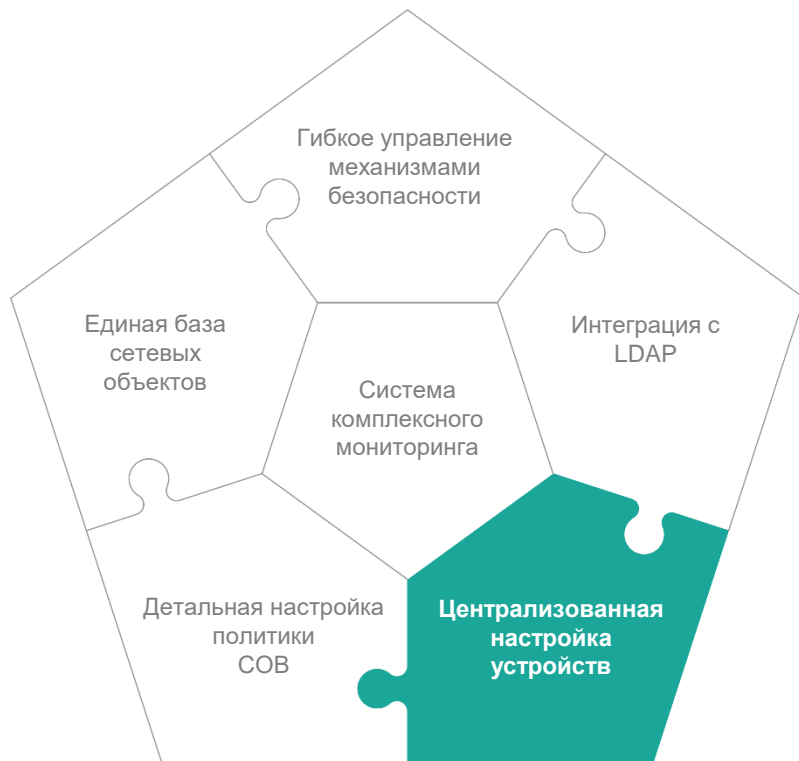 Гибкое управление
механизмами
безопасности
Единая база
сетевых
объектов
Интеграция с
LDAP
Система
комплексного
мониторинга
Детальная настройка
политики
СОВ
Централизованная
настройка
устройств